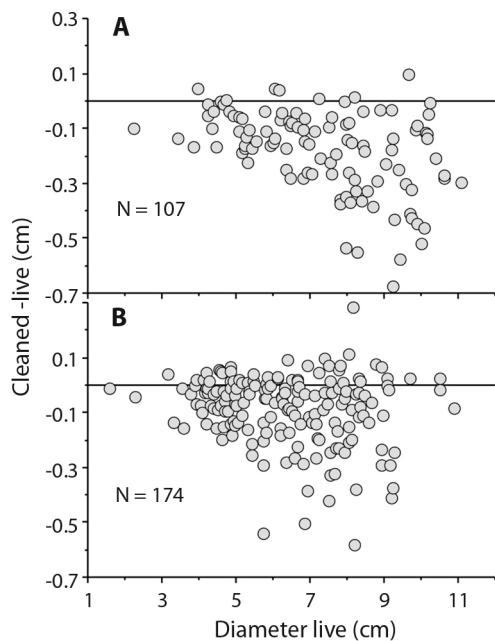 0.3
A
0.1
-0.1
-0.3
N = 107
-0.5
-0.7
Cleaned -live (cm)
B
0.1
-0.1
-0.3
N = 174
-0.5
-0.7
1 3 5 7 9 11
Diameter live (cm)